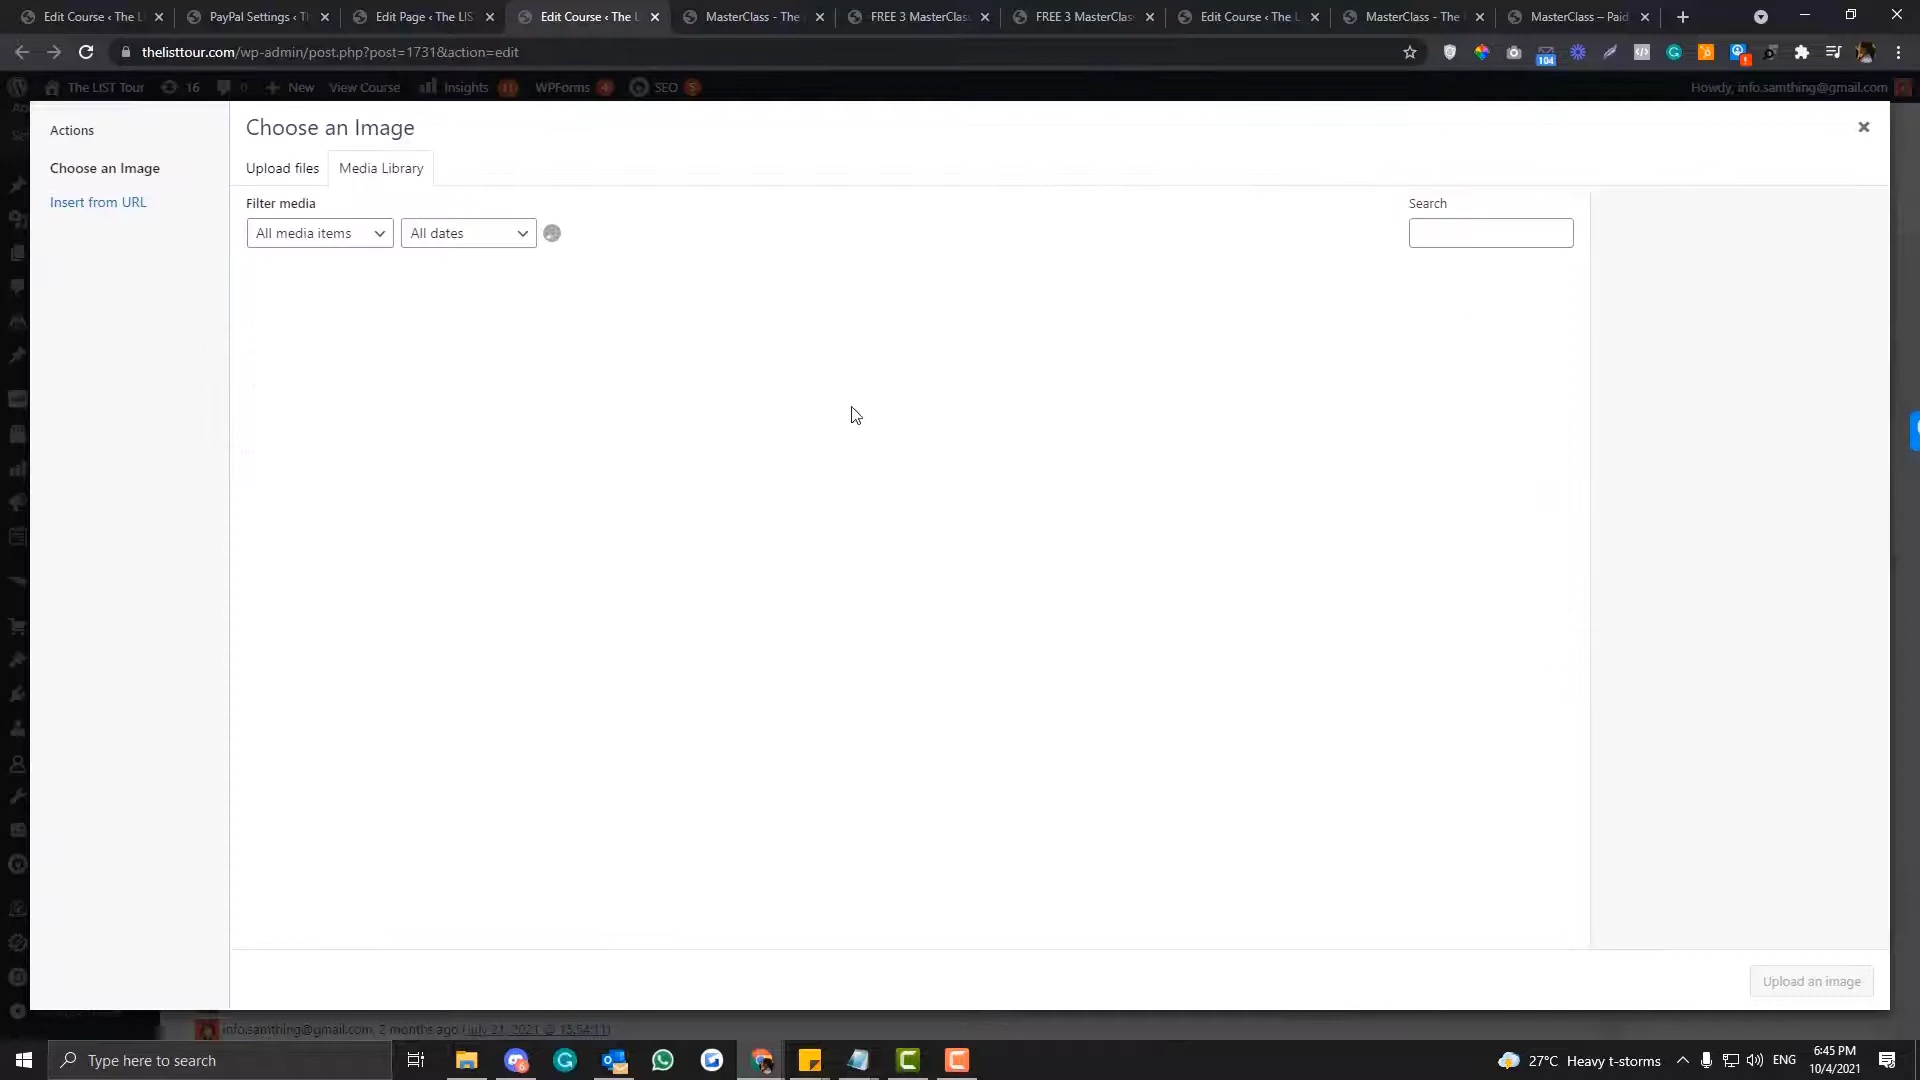 Edit Course ‹ The L
PayPal Settings ‹ T
Edit Page ‹ The LIS
Edit Course ‹ The L
MasterClass - The
FREE 3 MasterClas
FREE 3 MasterClas
Edit Course ‹ The L
MasterClass - The
MasterClass – Paid
thelisttour.com/wp-admin/post.php?post=1731&action=edit
104
The LIST Tour
16
0
New
View Course
Insights
11
WPForms
4
SEO
5
Howdy, info.samthing@gmail.com
Actions
Choose an Image
Insert from URL
Choose an Image
Upload files
Media Library
Filter media
All media items
All dates
Search
Upload an image
info.samthing@gmail.com, 2 months ago (July 21, 2021 @ 13:54:11)
Type here to search
27°C Heavy t-storms
ENG
6:45 PM
10/4/2021